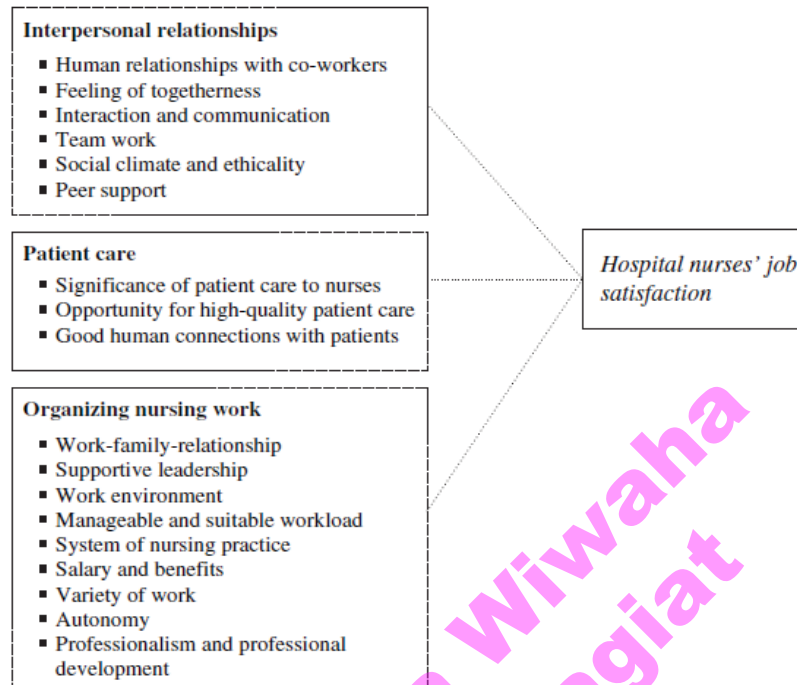 Interpersonal relationships
▪ Human relationships with co-workers
▪ Feeling of togetherness
▪ Interaction and communication
▪ Team work
▪ Social climate and ethicality
▪ Peer support
Patient care
▪ Significance of patient care to nurses
▪ Opportunity for high-quality patient care
▪ Good human connections with patients
Hospital nurses’ job
satisfaction
Organizing nursing work
▪ Work-family-relationship
▪ Supportive leadership
▪ Work environment
▪ Manageable and suitable workload
▪ System of nursing practice
▪ Salary and benefits
▪ Variety of work
▪ Autonomy
▪ Professionalism and professional
development
Wiwaha